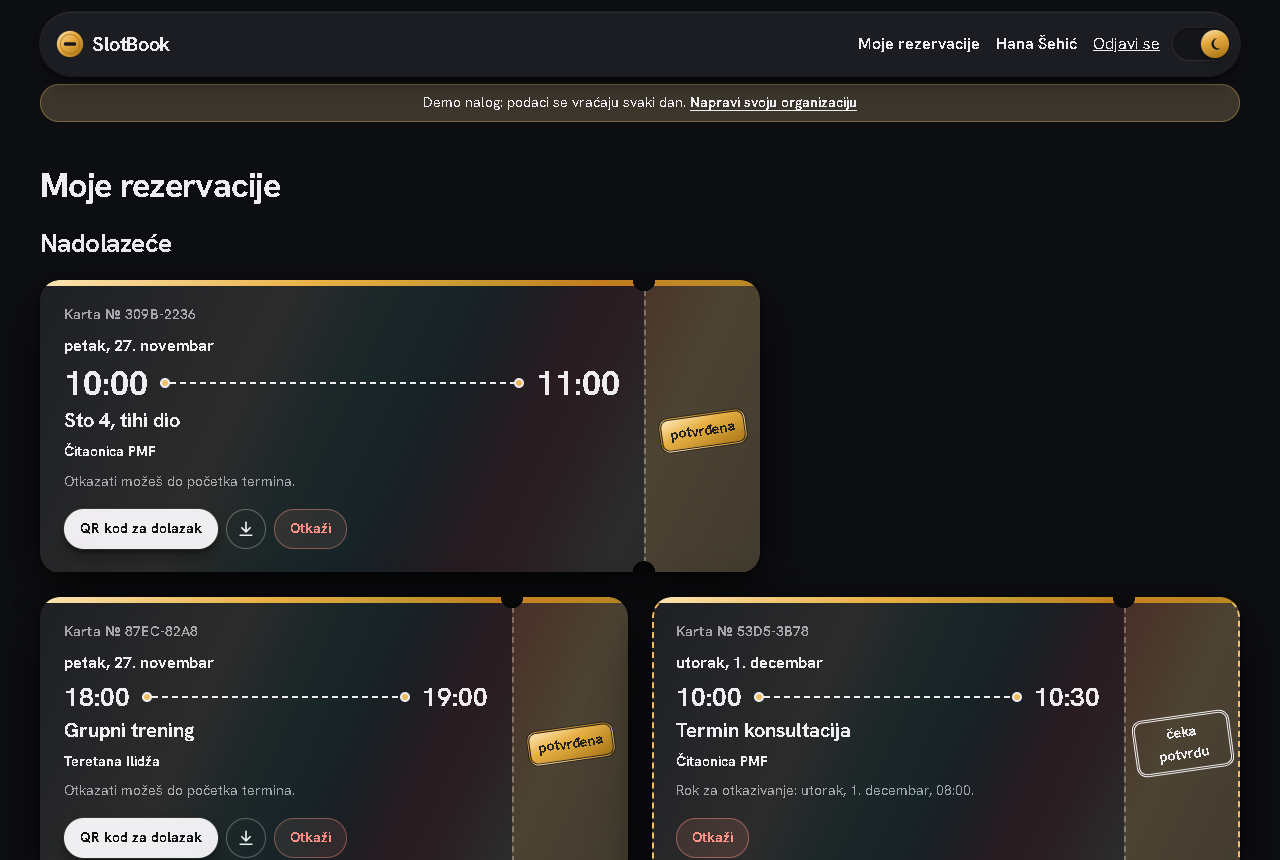 SlotBook
Moje rezervacije
Hana Šehić
Odjavi se
Demo nalog: podaci se vraćaju svaki dan. Napravi svoju organizaciju
Moje rezervacije
Nadolazeće
Karta № 309B-2236
petak, 27. novembar
10:00 11:00
Sto 4, tihi dio
Čitaonica PMF
Otkazati možeš do početka termina.
QR kod za dolazak
Otkaži
potvrđena
Karta № 87EC-82A8
petak, 27. novembar
18:00 19:00
Grupni trening
Teretana Ilidža
Otkazati možeš do početka termina.
QR kod za dolazak
Otkaži
potvrđena
Karta № 53D5-3B78
utorak, 1. decembar
10:00 10:30
Termin konsultacija
Čitaonica PMF
Rok za otkazivanje: utorak, 1. decembar, 08:00.
Otkaži
čeka
potvrdu